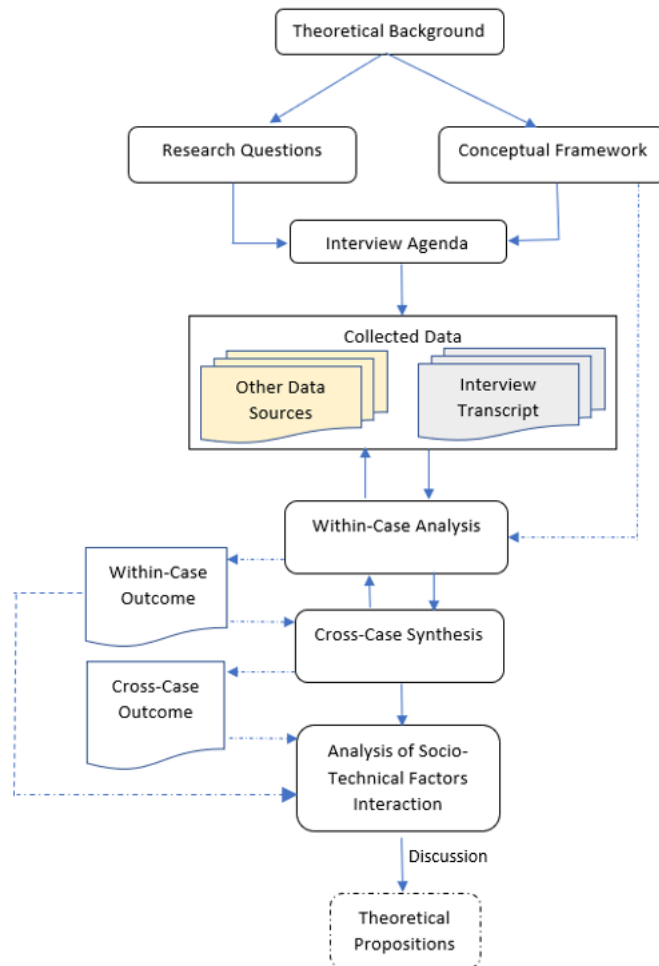 Theoretical Background
Research Questions
Conceptual Framework
Interview Agenda
Collected Data
Other Data
Sources
Interview
Transcript
Within-Case Analysis
Within-Case
Outcome
Cross-Case Synthesis
Cross-Case
Outcome
Analysis of Socio-
Technical Factors
Interaction
Discussion
Theoretical
Propositions